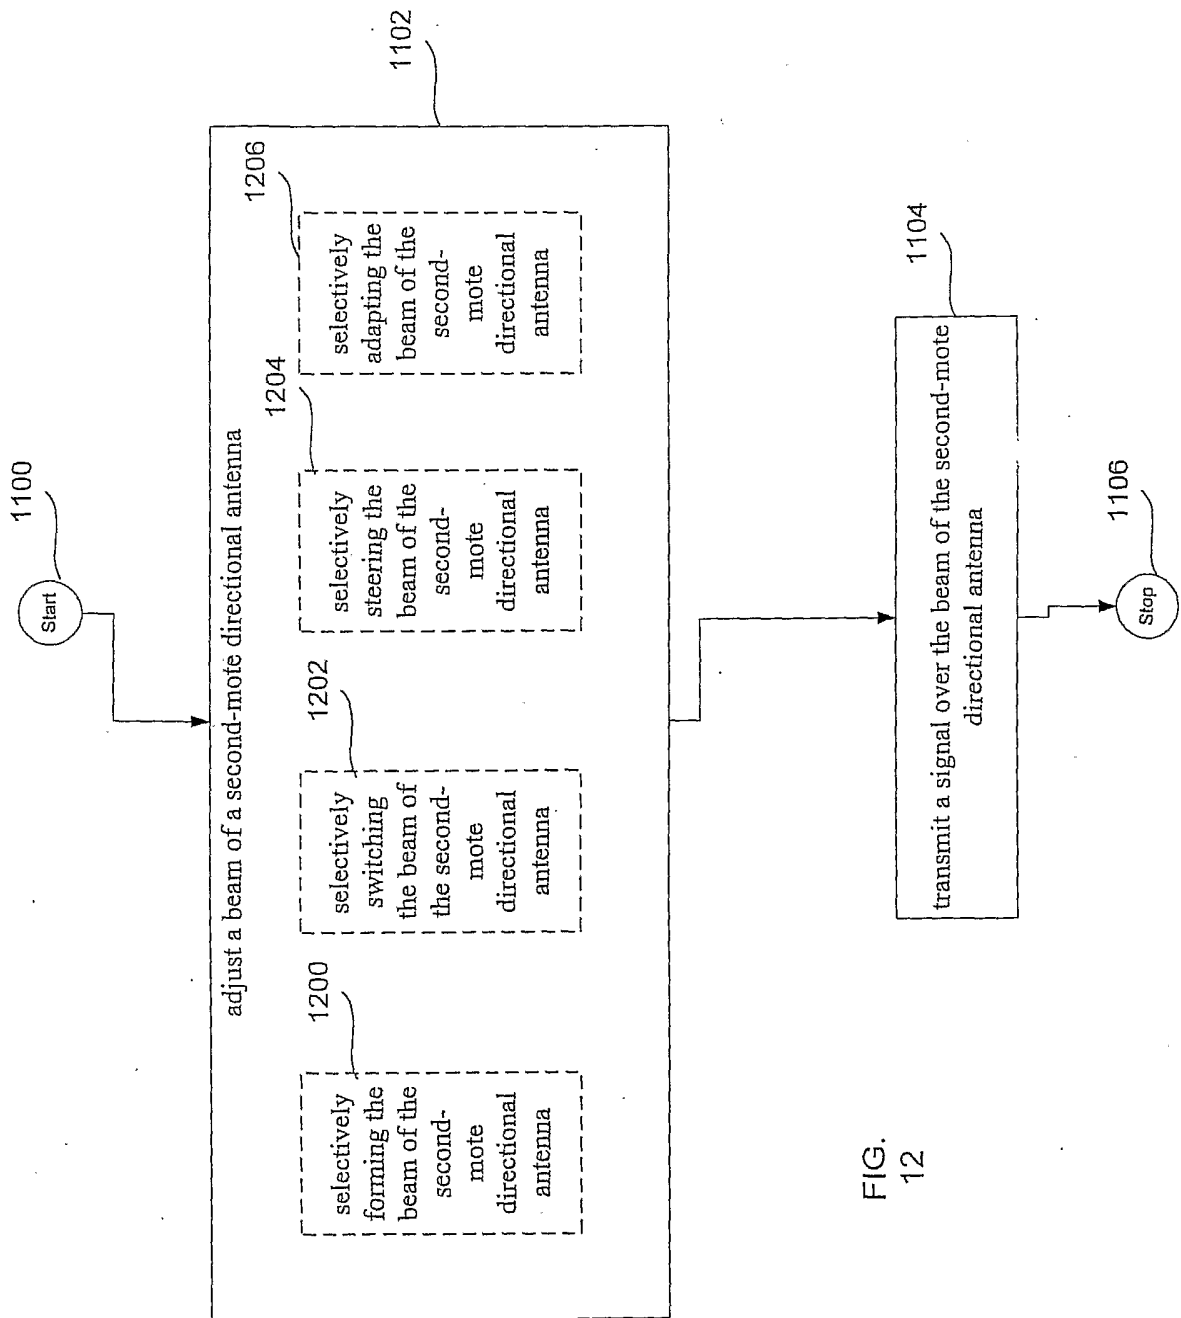 1100
Start
adjust a beam of a second-mote directional antenna
1102
1200
selectively
forming the
beam of the
second-
mote
directional
antenna
1202
selectively
switching
the beam of
the second-
mote
directional
antenna
1204
selectively
steering the
beam of the
second-
mote
directional
antenna
1206
selectively
adapting the
beam of the
second-
mote
directional
antenna
1104
transmit a signal over the beam of the second-mote
directional antenna
1106
Stop
FIG.
12